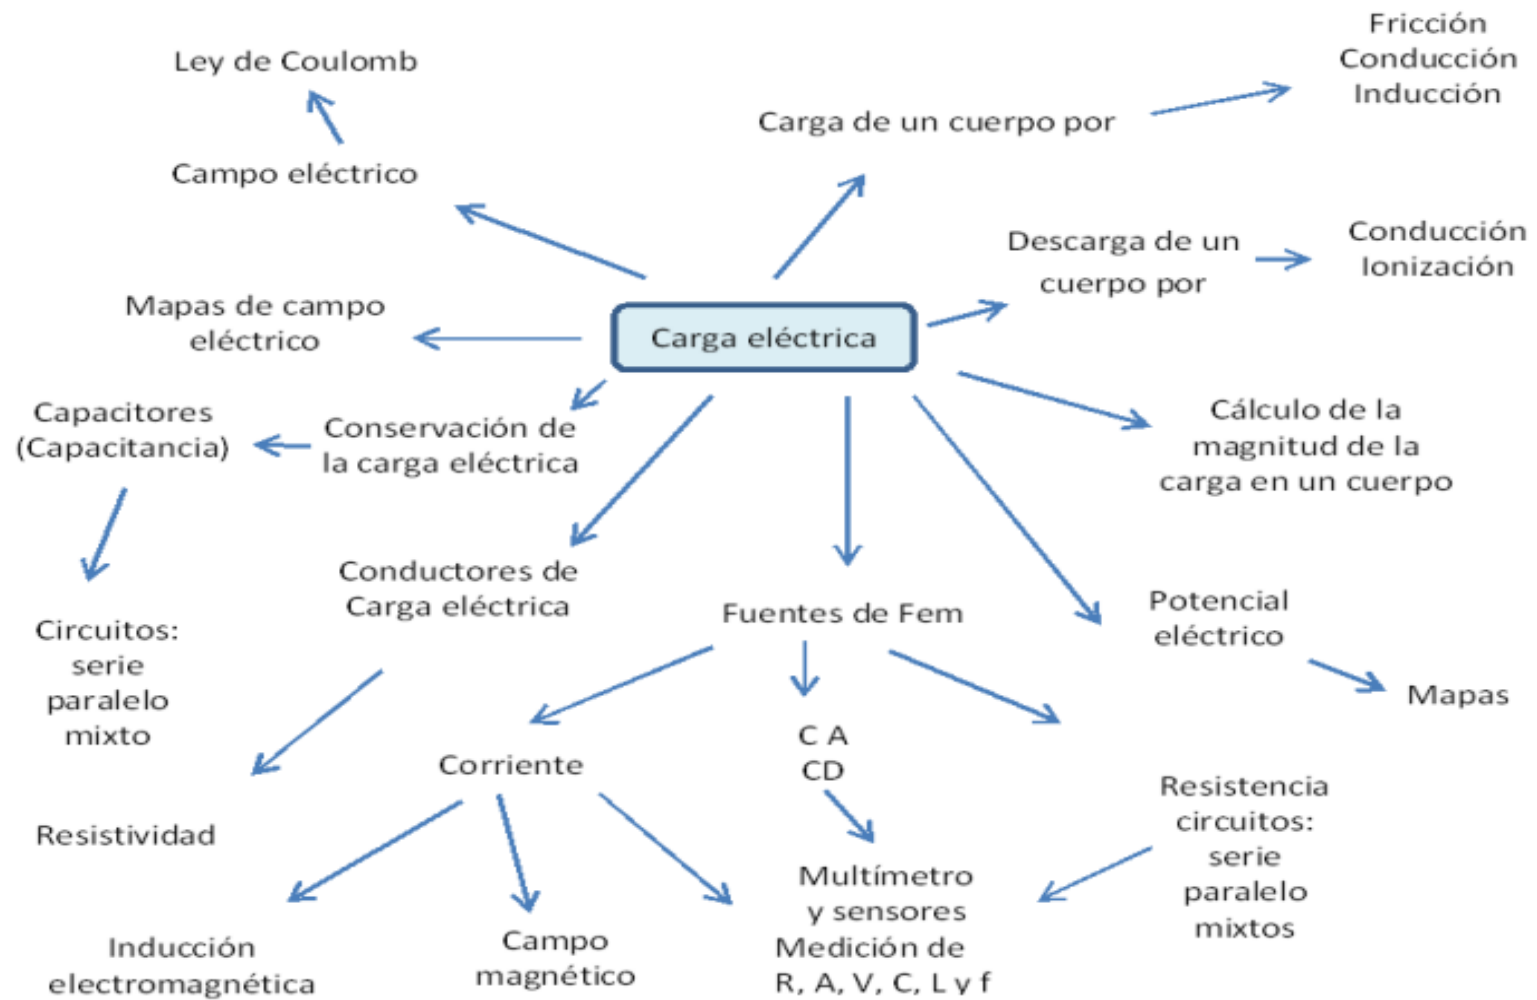 Ley de Coulomb
Campo eléctrico
Mapas de campo
eléctrico
Capacitores
(Capacitancia)
Conservación de
la carga eléctrica
Circuitos:
serie
paralelo
mixto
Conductores de
Carga eléctrica
Resistividad
Carga eléctrica
Carga de un cuerpo por
Fricción
Conducción
Inducción
Descarga de un
cuerpo por
Conducción
Ionización
Cálculo de la
magnitud de la
carga en un cuerpo
Potencial
eléctrico
Mapas
Fuentes de Fem
Corriente
C A
CD
Resistencia
circuitos:
serie
paralelo
mixtos
Inducción
electromagnética
Campo
magnético
Multímetro
y sensores
Medición de
R, A, V, C, L y f